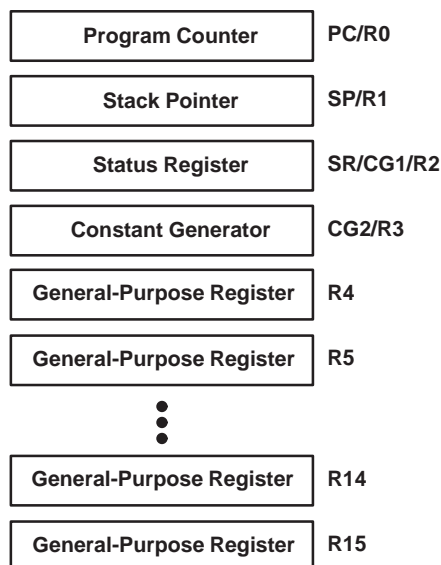 Program Counter PC/R0
Stack Pointer SP/R1
Status Register SR/CG1/R2
Constant Generator CG2/R3
General-Purpose Register R4
General-Purpose Register R5
General-Purpose Register R14
General-Purpose Register R15